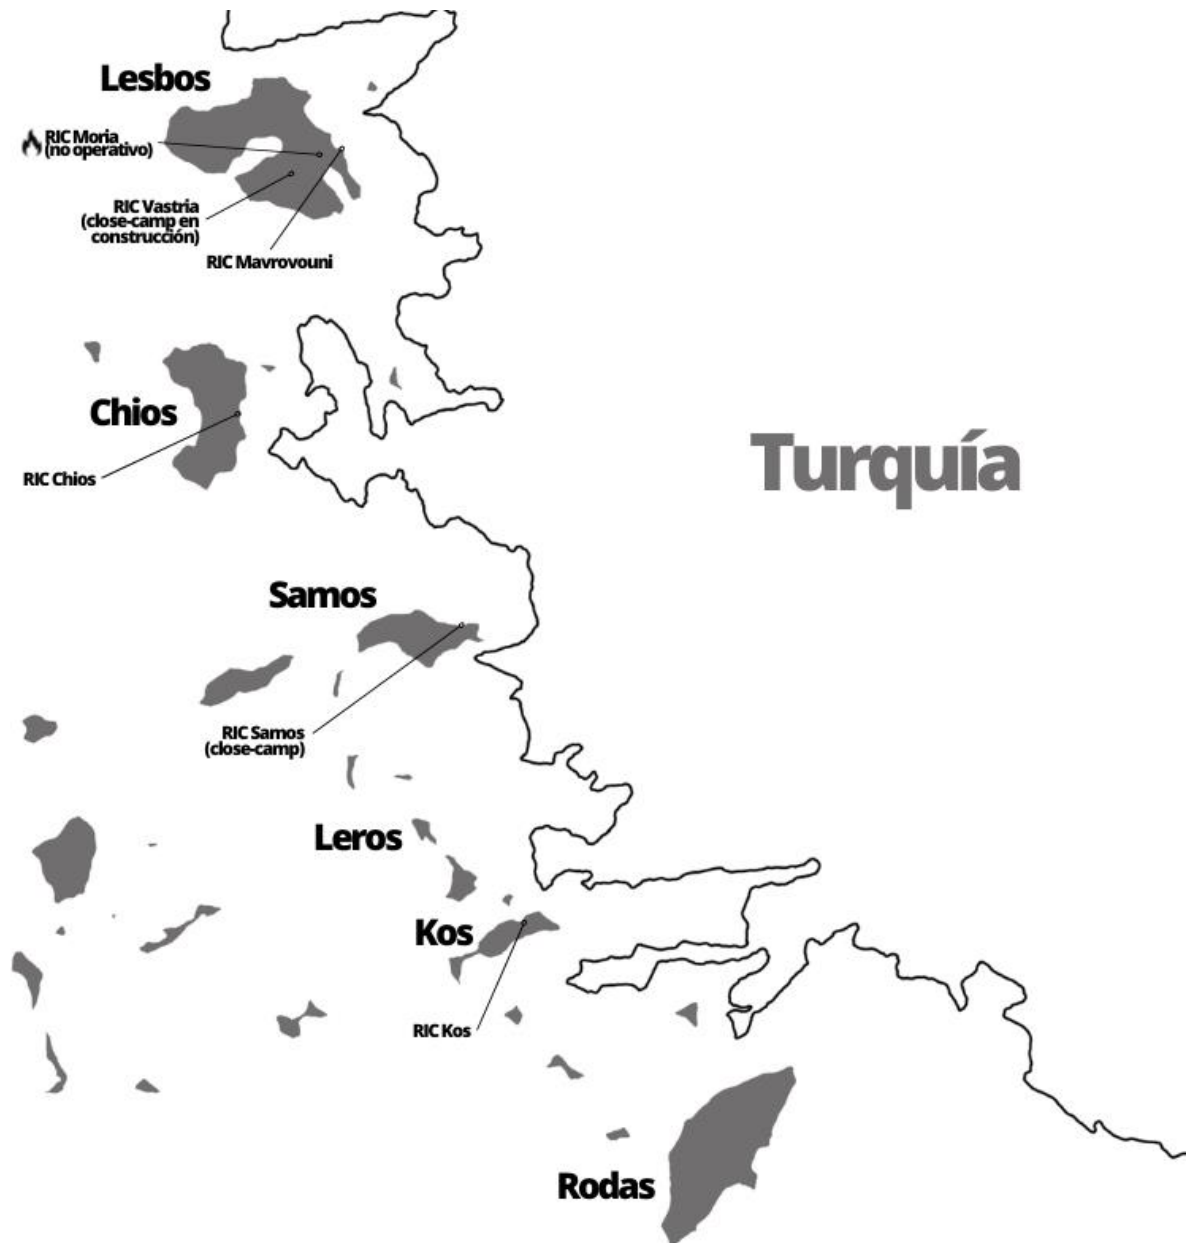 Lesbos
RIC Moria
(no operativo)
RIC Vastria
(close-camp en
construcción)
RIC Mavrovouni
Chios
RIC Chios
Turquía
Samos
RIC Samos
(close-camp)
Leros
Kos
RIC Kos
Rodas